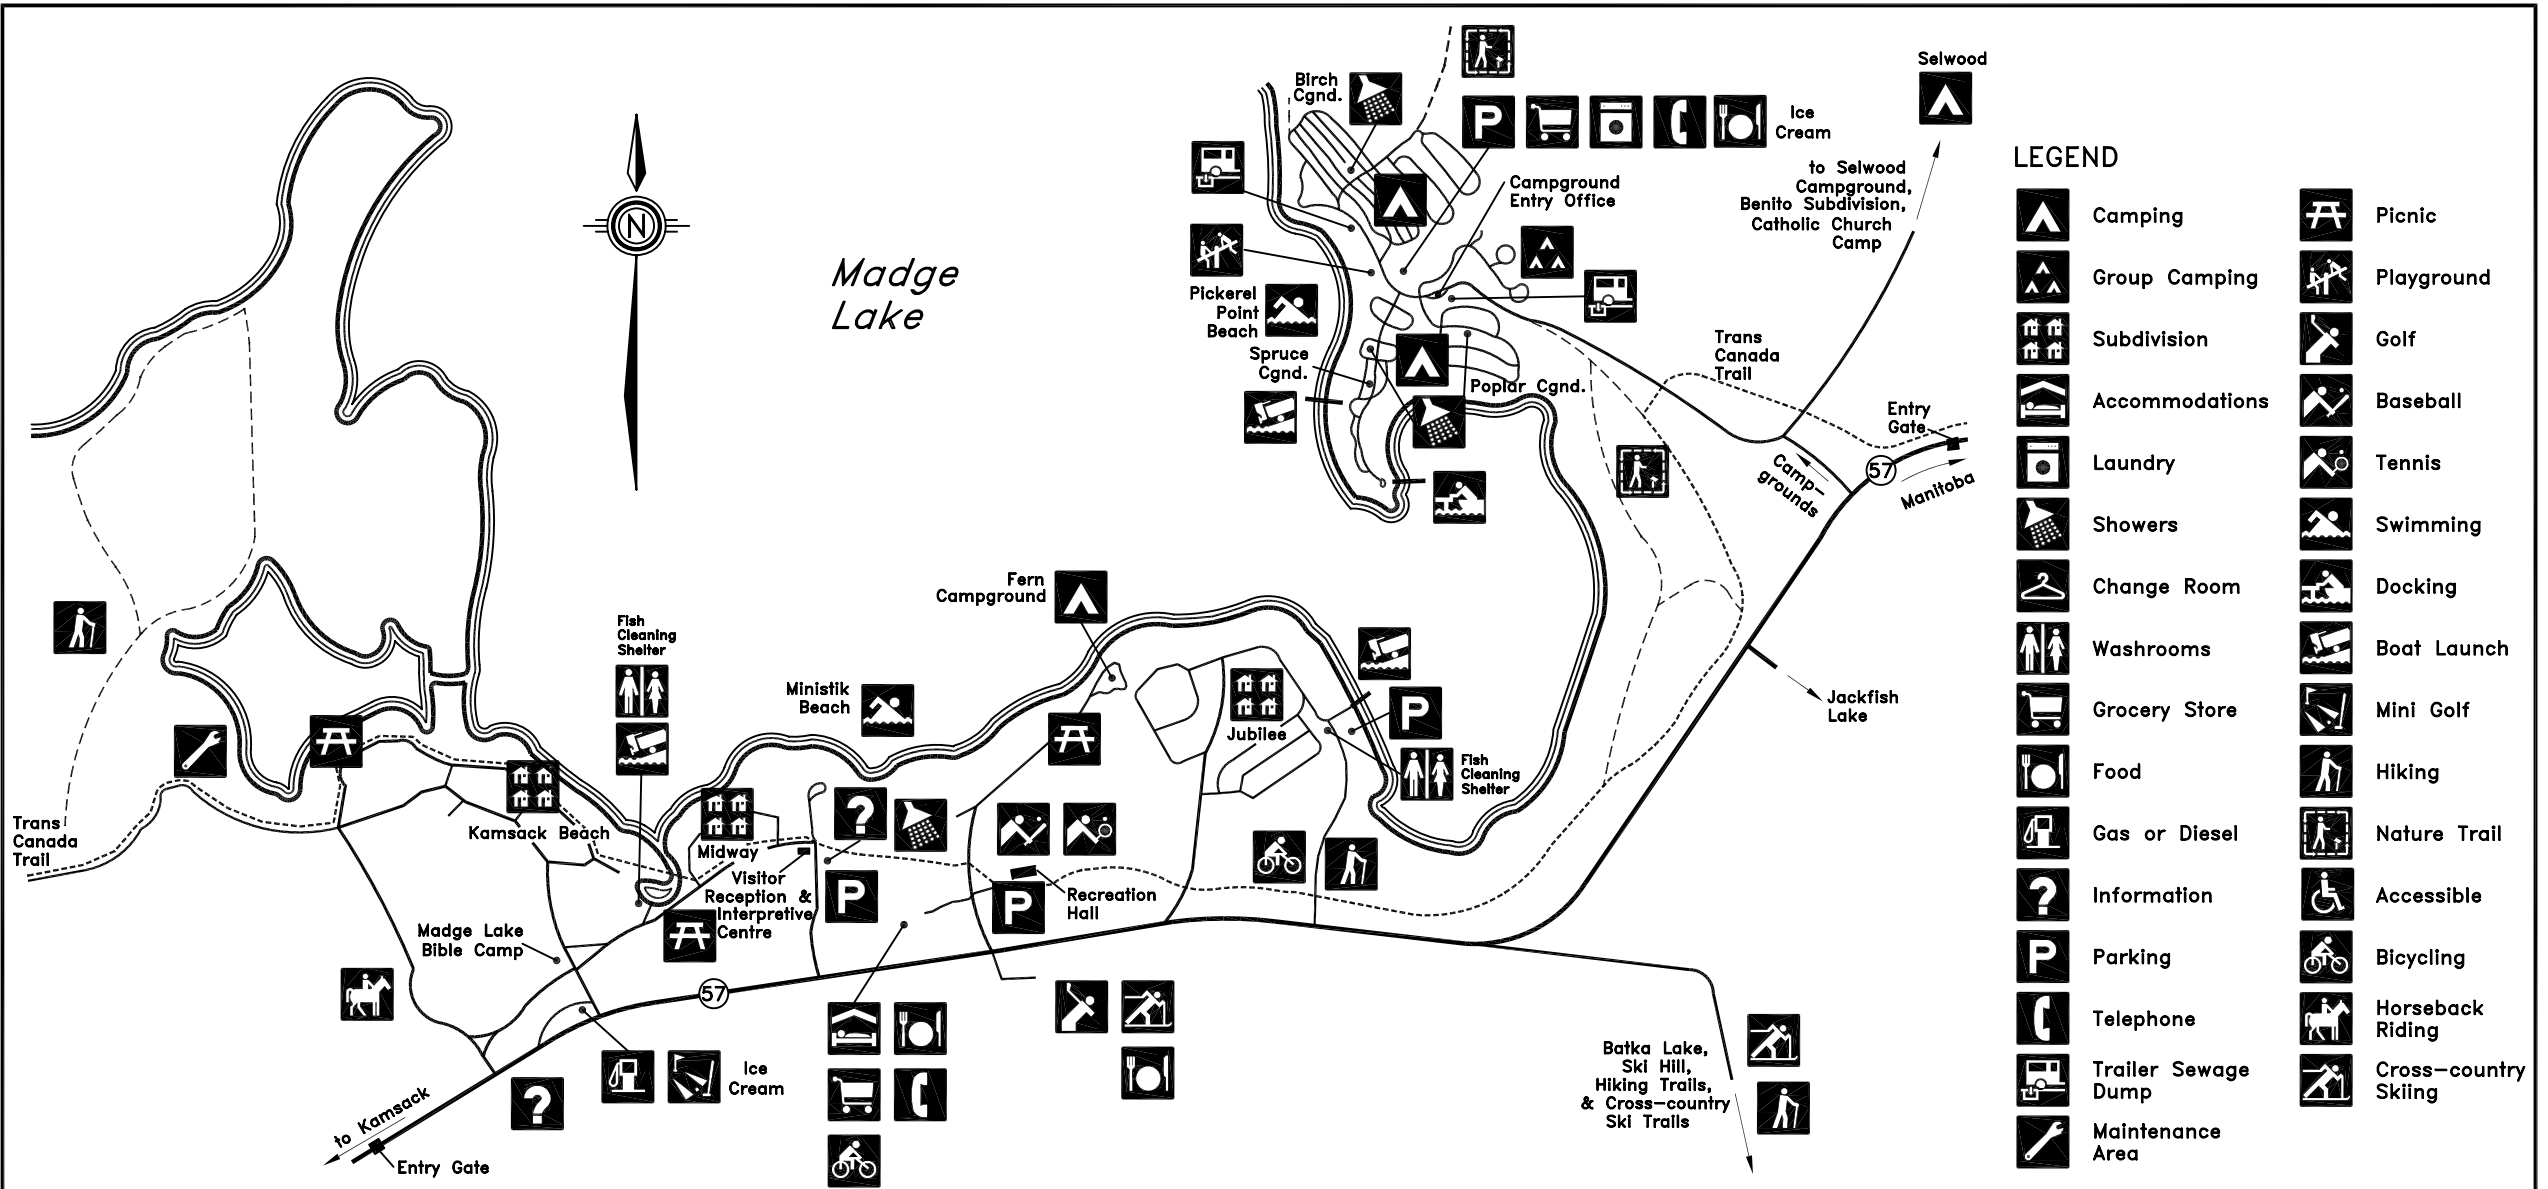 Selwood
Birch
Cgnd.
P
Ice
Cream
to Selwood
Campground,
Benito Subdivision,
Catholic Church
Camp
Campground
Entry Office
N
Madge
Lake
Pickerel
Point
Beach
Spruce
Cgnd.
Poplar Cgnd.
Trans
Canada
Trail
Entry
Gate
57
Camp-
grounds
Manitoba
Fern
Campground
Fish
Cleaning
Shelter
Ministik
Beach
Jackfish
Lake
P
Jubilee
Fish
Cleaning
Shelter
Trans
Canada
Trail
Kamsack Beach
Midway
?
Visitor
Reception &
Interpretive
Centre
P
P
Recreation
Hall
Madge Lake
Bible Camp
57
Ice
Cream
?
to Kamsack
Entry Gate
Batka Lake,
Ski Hill,
Hiking Trails,
& Cross-country
Ski Trails
LEGEND
Camping
Group Camping
Subdivision
Accommodations
Laundry
Showers
Change Room
Washrooms
Grocery Store
Food
Gas or Diesel
? Information
P Parking
Telephone
Trailer Sewage
Dump
Maintenance
Area
Picnic
Playground
Golf
Baseball
Tennis
Swimming
Docking
Boat Launch
Mini Golf
Hiking
Nature Trail
Accessible
Bicycling
Horseback
Riding
Cross-country
Skiing